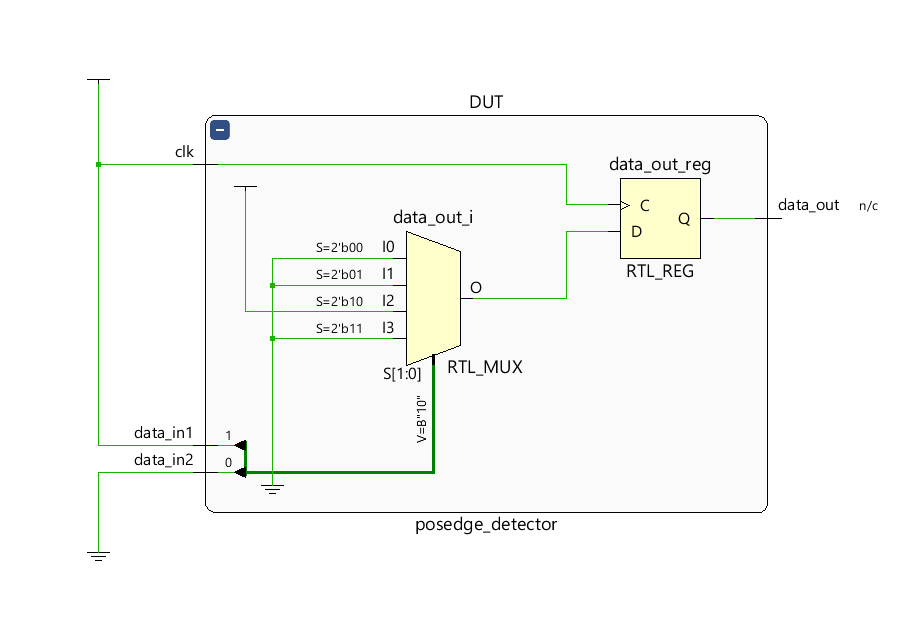 DUT
clk
data_out_reg
C
Q
D
RTL_REG
data_out n/c
data_out_i
S=2'b00 I0
S=2'b01 I1
S=2'b10 I2
S=2'b11 I3
O
S[1:0]
RTL_MUX
V=B"10"
data_in1 1
data_in2 0
posedge_detector